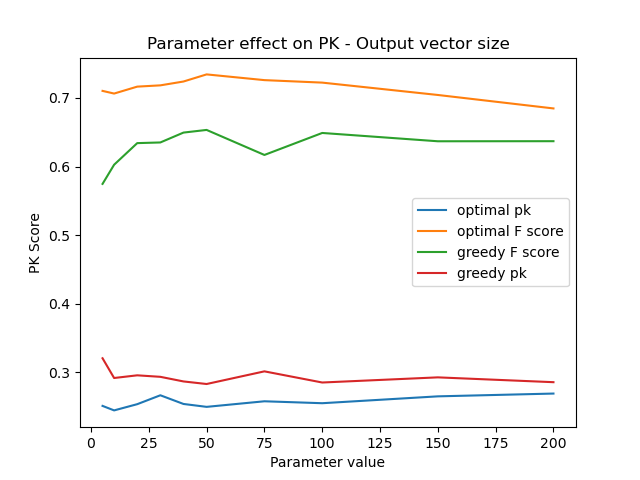 Parameter effect on PK - Output vector size
PK Score
0.7
0.6
0.5
0.4
0.3
optimal pk
optimal F score
greedy F score
greedy pk
0 25 50 75 100 125 150 175 200
Parameter value